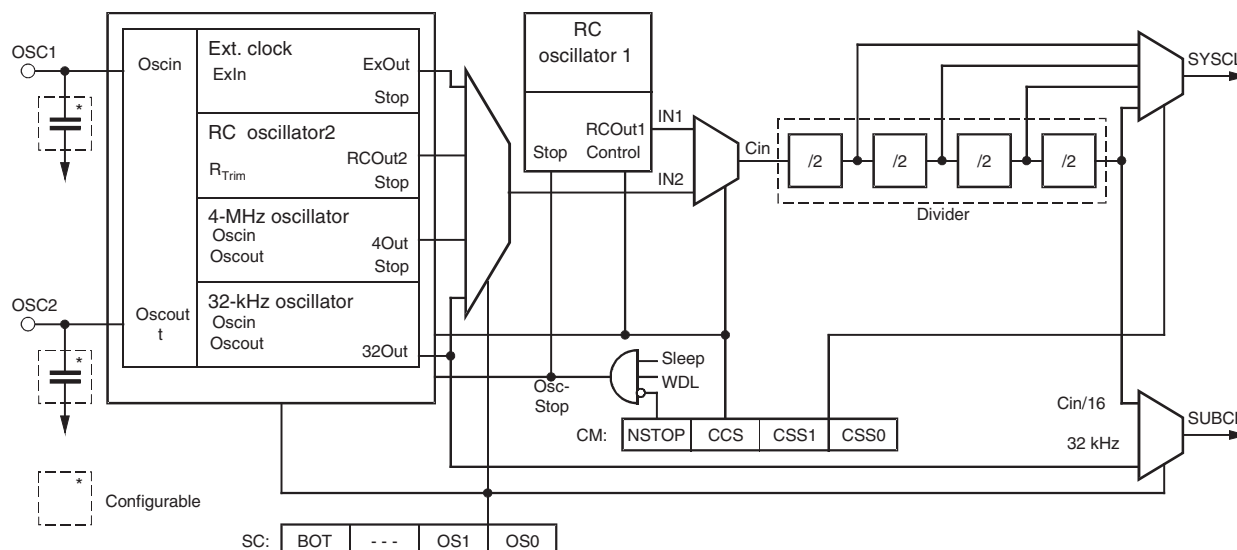 OSC1
Oscin
Ext. clock
ExIn
ExOut
Stop
RC oscillator2
RTrim
RCOut2
Stop
4-MHz oscillator
Oscin
Oscout
4Out
Stop
32-kHz oscillator
Oscin
Oscout
32Out
OSC2
Oscout
t
*
*
*
Configurable
RC
oscillator 1
RCOut1
Stop Control
IN1
IN2
Cin
/2 /2 /2 /2
Divider
SYSCL
Sleep
WDL
Osc-
Stop
CM: NSTOP CCS CSS1 CSS0
Cin/16
32 kHz
SUBCL
SC: BOT - - - OS1 OS0